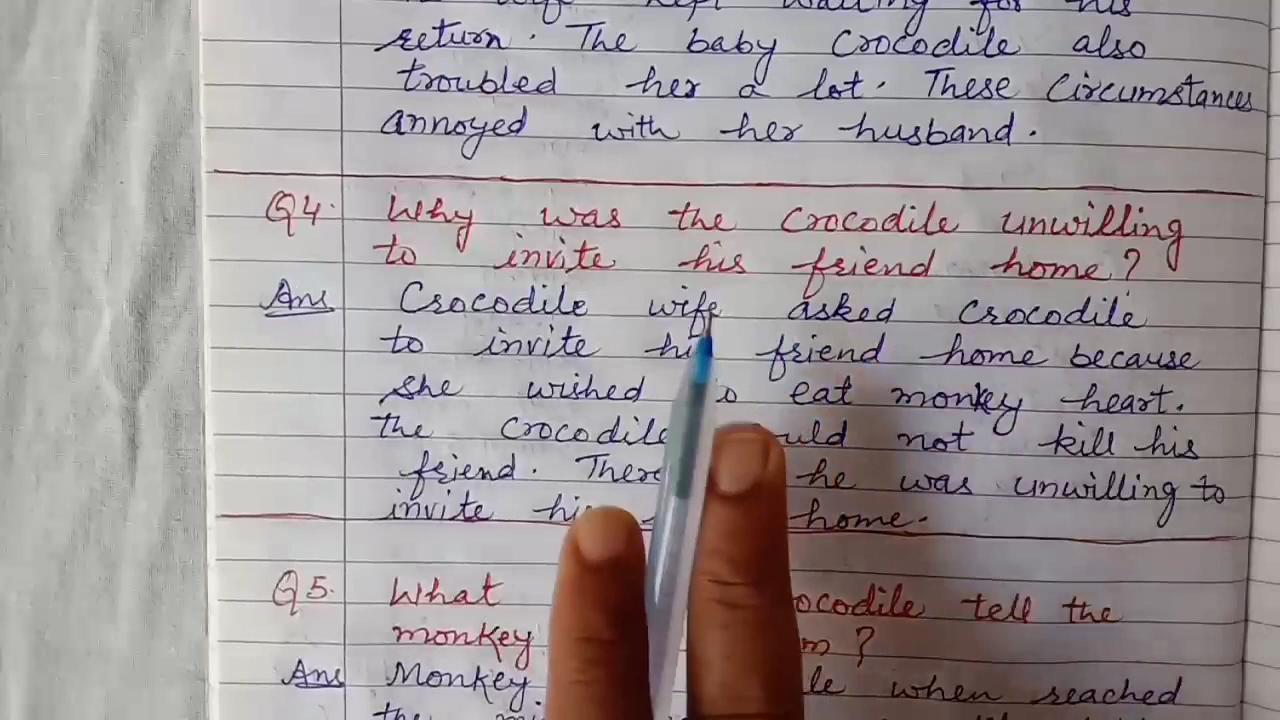 return. The baby Crocodile also
troubled her a lot. These Circumstances
annoyed with her husband.
Q4. Why was the Crocodile unwilling
to invite his friend home?
Ans Crocodile wife asked Crocodile
to invite his friend home because
she wished to eat monkey heart.
the Crocodile not kill his
friend. he was unwilling to
invite home.
Q5. What tell the
monkey
Ans Monkey. when reached